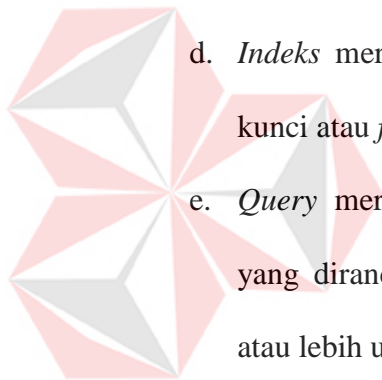 d. Indeks mer
kunci atau
e. Query mer
yang diranc
atau lebih u